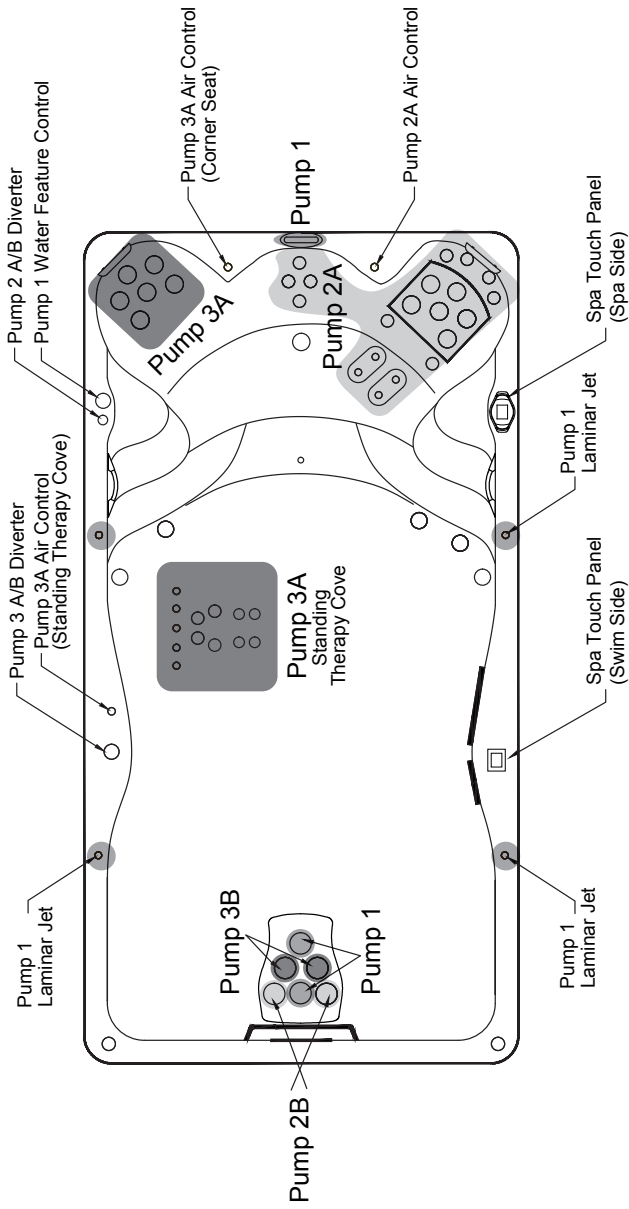 Pump 2 A/B Diverter
Pump 1 Water Feature Control
Pump 3 A/B Diverter
Pump 3A Air Control
(Standing Therapy Cove)
Pump 1
Laminar Jet
Pump 3A Air Control
(Corner Seat)
Pump 3A
Pump 1
Pump 2A
Pump 2A Air Control
Pump 3A
Standing
Therapy Cove
Pump 3B
Pump 1
Pump 2B
Pump 1
Laminar Jet
Spa Touch Panel
(Swim Side)
Pump 1
Laminar Jet
Spa Touch Panel
(Spa Side)